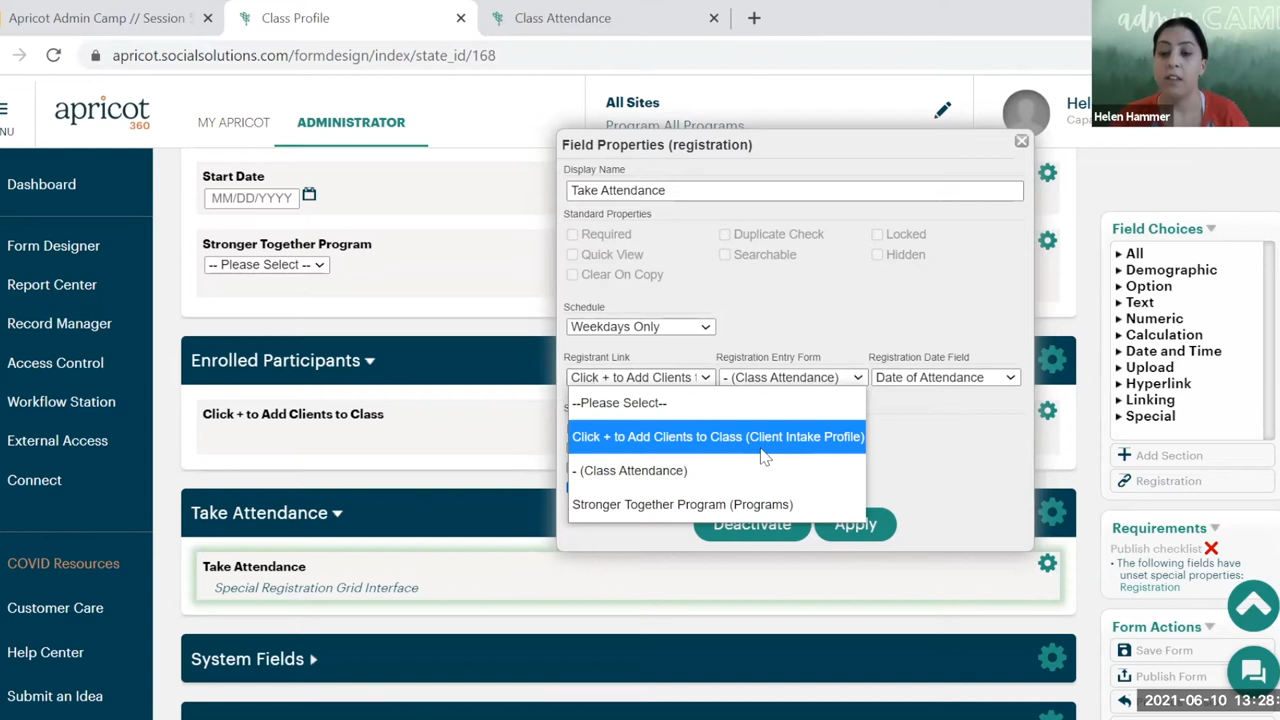 Apricot Admin Camp // Session
Class Profile
Class Attendance
admin CAM
apricot.socialsolutions.com/formdesign/index/state_id/168
NU
apricot
360
MY APRICOT
ADMINISTRATOR
All Sites
Program All Programs
Hel
Capa
Helen Hammer
Dashboard
Form Designer
Report Center
Record Manager
Access Control
Workflow Station
External Access
Connect
COVID Resources
Customer Care
Help Center
Submit an Idea
Start Date
MM/DD/YYYY
Stronger Together Program
-- Please Select --
Enrolled Participants
Click + to Add Clients to Class
Take Attendance
Take Attendance
Special Registration Grid Interface
System Fields
Field Properties (registration)
Display Name
Take Attendance
Standard Properties
Required
Duplicate Check
Locked
Quick View
Searchable
Hidden
Clear On Copy
Schedule
Weekdays Only
Registrant Link
Registration Entry Form
Registration Date Field
Click + to Add Clients
- (Class Attendance)
Date of Attendance
--Please Select--
Click + to Add Clients to Class (Client Intake Profile)
- (Class Attendance)
Stronger Together Program (Programs)
Deactivate
Apply
Field Choices
All
Demographic
Option
Text
Numeric
Calculation
Date and Time
Upload
Hyperlink
Linking
Special
Add Section
Registration
Requirements
Publish checklist
• The following fields have
unset special properties:
Registration
Form Actions
Save Form
Publish Form
2021-06-10 13:28: